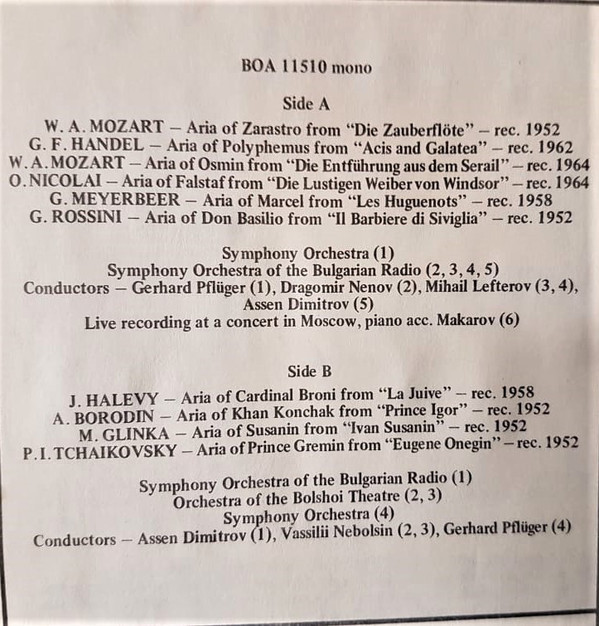 BOA 11510 mono
Side A
W. A. MOZART – Aria of Zarastro from “Die Zauberflöte” – rec. 1952
G. F. HANDEL – Aria of Polyphemus from “Acis and Galatea” – rec. 1962
W. A. MOZART – Aria of Osmin from “Die Entführung aus dem Serail” – rec. 1964
O. NICOLAI – Aria of Falstaf from “Die Lustigen Weiber von Windsor” – rec. 1964
G. MEYERBEER – Aria of Marcel from “Les Huguenots” – rec. 1958
G. ROSSINI – Aria of Don Basilio from “Il Barbiere di Siviglia” – rec. 1952
Symphony Orchestra (1)
Symphony Orchestra of the Bulgarian Radio (2, 3, 4, 5)
Conductors – Gerhard Pflüger (1), Dragomir Nenov (2), Mihail Lefterov (3, 4),
Assen Dimitrov (5)
Live recording at a concert in Moscow, piano acc. Makarov (6)
Side B
J. HALEVY – Aria of Cardinal Broni from “La Juive” – rec. 1958
A. BORODIN – Aria of Khan Konchak from “Prince Igor” – rec. 1952
M. GLINKA – Aria of Susanin from “Ivan Susanin” – rec. 1952
P. I. TCHAIKOVSKY – Aria of Prince Gremin from “Eugene Onegin” – rec. 1952
Symphony Orchestra of the Bulgarian Radio (1)
Orchestra of the Bolshoi Theatre (2, 3)
Symphony Orchestra (4)
Conductors – Assen Dimitrov (1), Vassilii Nebolsin (2, 3), Gerhard Pflüger (4)